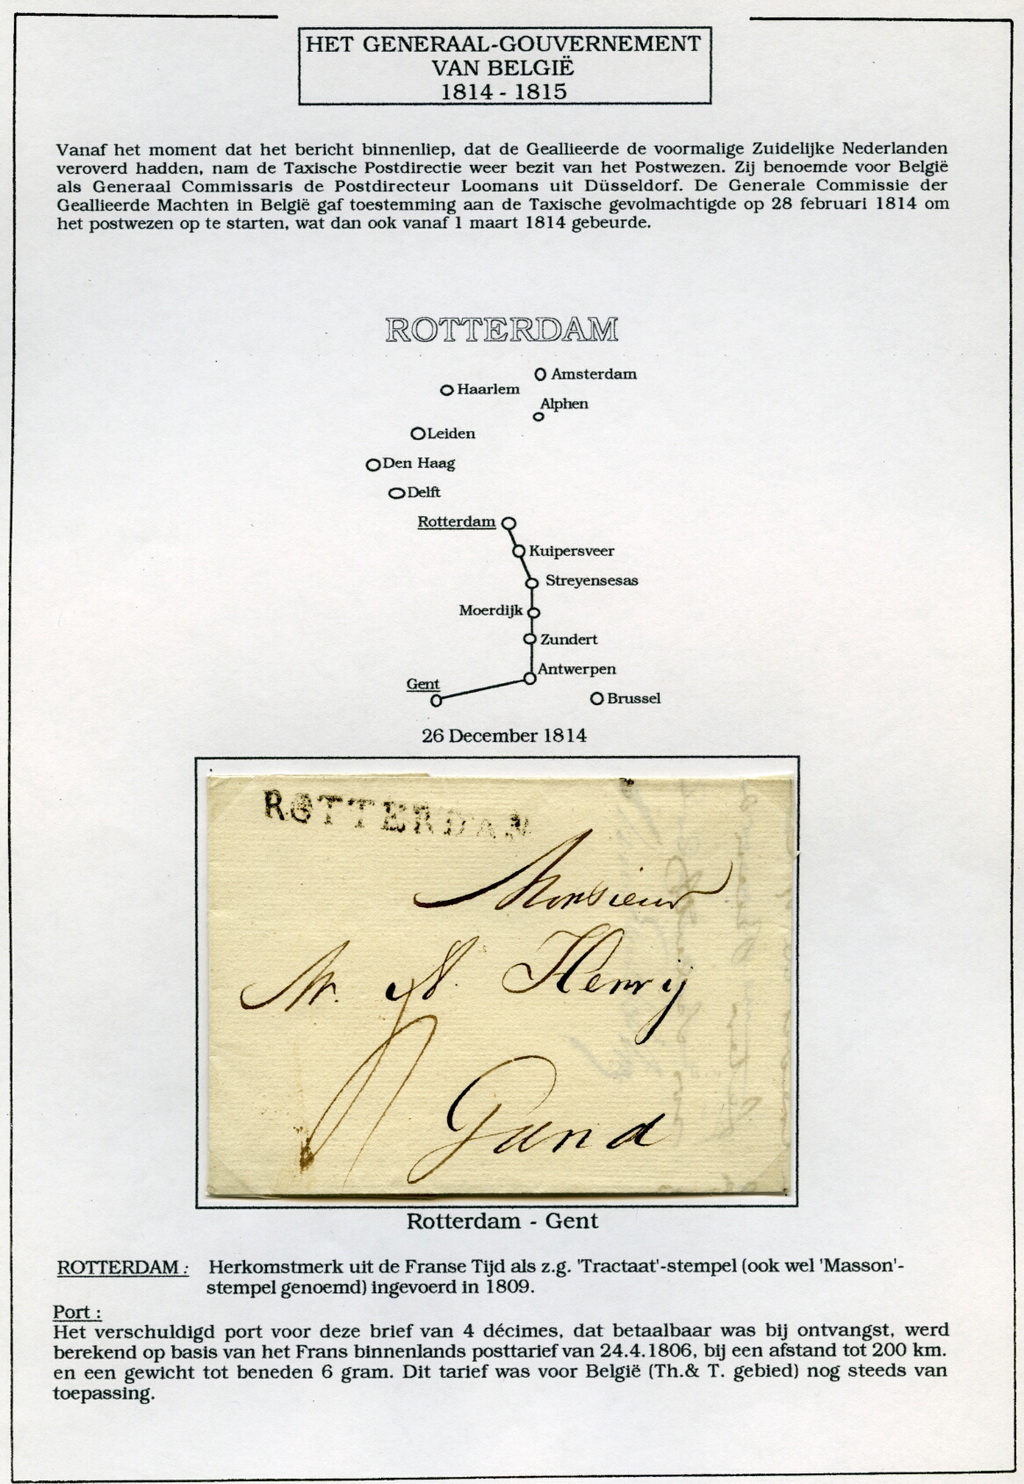 HET GENERAAL-GOUVERNEMENT
VAN BELGIË
1814 - 1815
Vanaf het moment dat het bericht binnenliep, dat de Geallieerde de voormalige Zuidelijke Nederlanden
veroverd hadden, nam de Taxische Postdirectie weer bezit van het Postwezen. Zij benoemde voor België
als Generaal Commissaris de Postdirecteur Loomans uit Düsseldorf. De Generale Commissie der
Geallieerde Machten in België gaf toestemming aan de Taxische gevolmachtigde op 28 februari 1814 om
het postwezen op te starten, wat dan ook vanaf 1 maart 1814 gebeurde.
ROTTERDAM
Amsterdam
Haarlem
Alphen
Leiden
Den Haag
Delft
Rotterdam
Kuipersveer
Streyensesas
Moerdijk
Zundert
Antwerpen
Gent
Brussel
26 December 1814
ROTTERDAM
Monsieur
Henry
Gand
Rotterdam - Gent
ROTTERDAM : Herkomstmerk uit de Franse Tijd als z.g. 'Tractaat'-stempel (ook wel 'Masson'-
stempel genoemd) ingevoerd in 1809.
Port :
Het verschuldigd port voor deze brief van 4 décimes, dat betaalbaar was bij ontvangst, werd
berekend op basis van het Frans binnenlands posttarief van 24.4.1806, bij een afstand tot 200 km.
en een gewicht tot beneden 6 gram. Dit tarief was voor België (Th.& T. gebied) nog steeds van
toepassing.